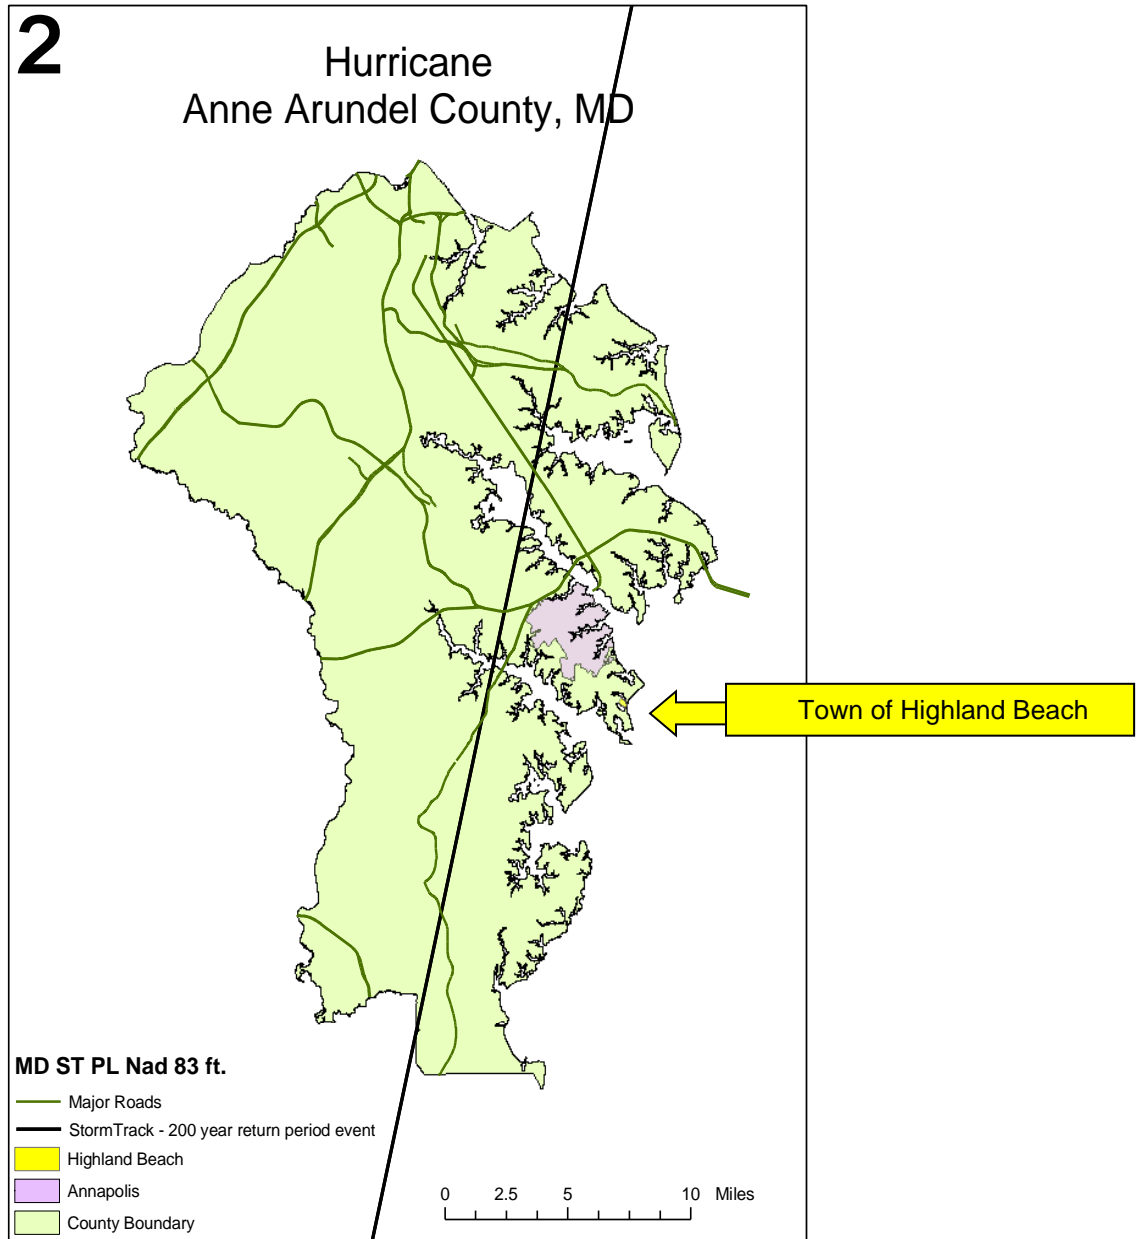 2
Hurricane
Anne Arundel County, MD
Town of Highland Beach
MD ST PL Nad 83 ft.
Major Roads
StormTrack - 200 year return period event
Highland Beach
Annapolis
County Boundary
0 2.5 5 10 Miles